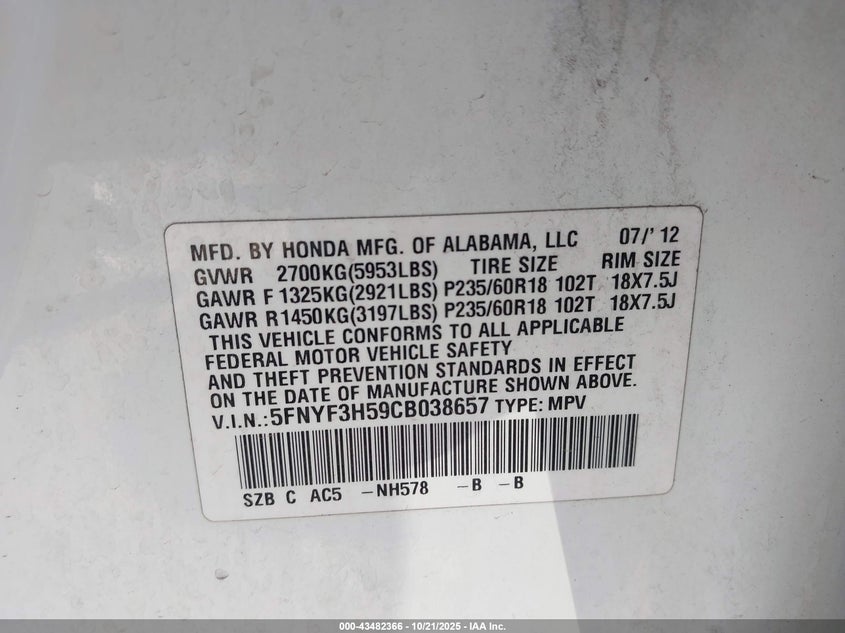 MFD. BY HONDA MFG. OF ALABAMA, LLC 07/'12
GVWR 2700KG(5953LBS) TIRE SIZE RIM SIZE
GAWR F 1325KG(2921LBS) P235/60R18 102T 18X7.5J
GAWR R1450KG(3197LBS) P235/60R18 102T 18X7.5J
THIS VEHICLE CONFORMS TO ALL APPLICABLE
FEDERAL MOTOR VEHICLE SAFETY
AND THEFT PREVENTION STANDARDS IN EFFECT
ON THE DATE OF MANUFACTURE SHOWN ABOVE.
V.I.N.:5FNYF3H59CB038657 TYPE: MPV
SZB C AC5 -NH578 -B -B
000-43482366 - 10/21/2025 - IAA Inc.